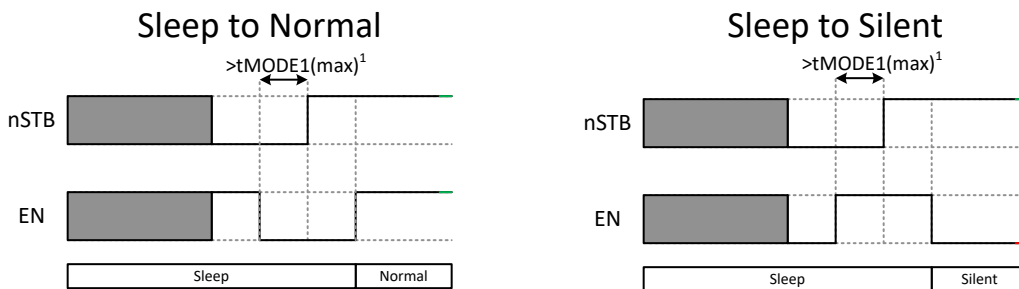 Sleep to Normal
>tMODE1(max)1
nSTB
EN
Sleep
Normal
Sleep to Silent
>tMODE1(max)1
nSTB
EN
Sleep
Silent